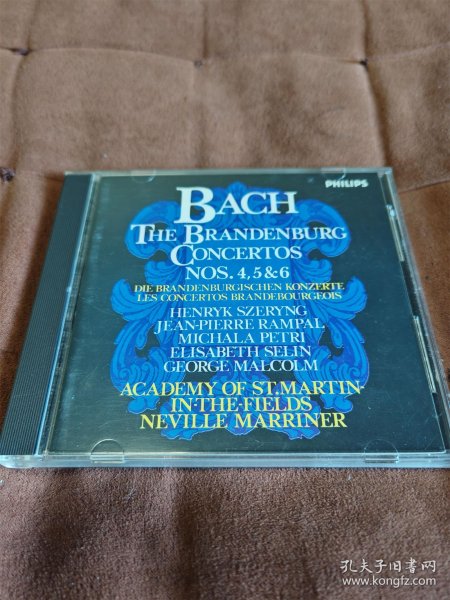 PHILIPS
BACH
THE BRANDENBURG
CONCERTOS
NOS. 4, 5 & 6
DIE BRANDENBURGISCHEN KONZERTE
LES CONCERTOS BRANDEBOURGEOIS
HENRYK SZERYNG
JEAN-PIERRE RAMPAL
MICHALA PETRI
ELISABETH SELIN
GEORGE MALCOLM
ACADEMY OF ST. MARTIN-
IN-THE-FIELDS
NEVILLE MARRINER
孔夫子旧书网
www.kongfz.com